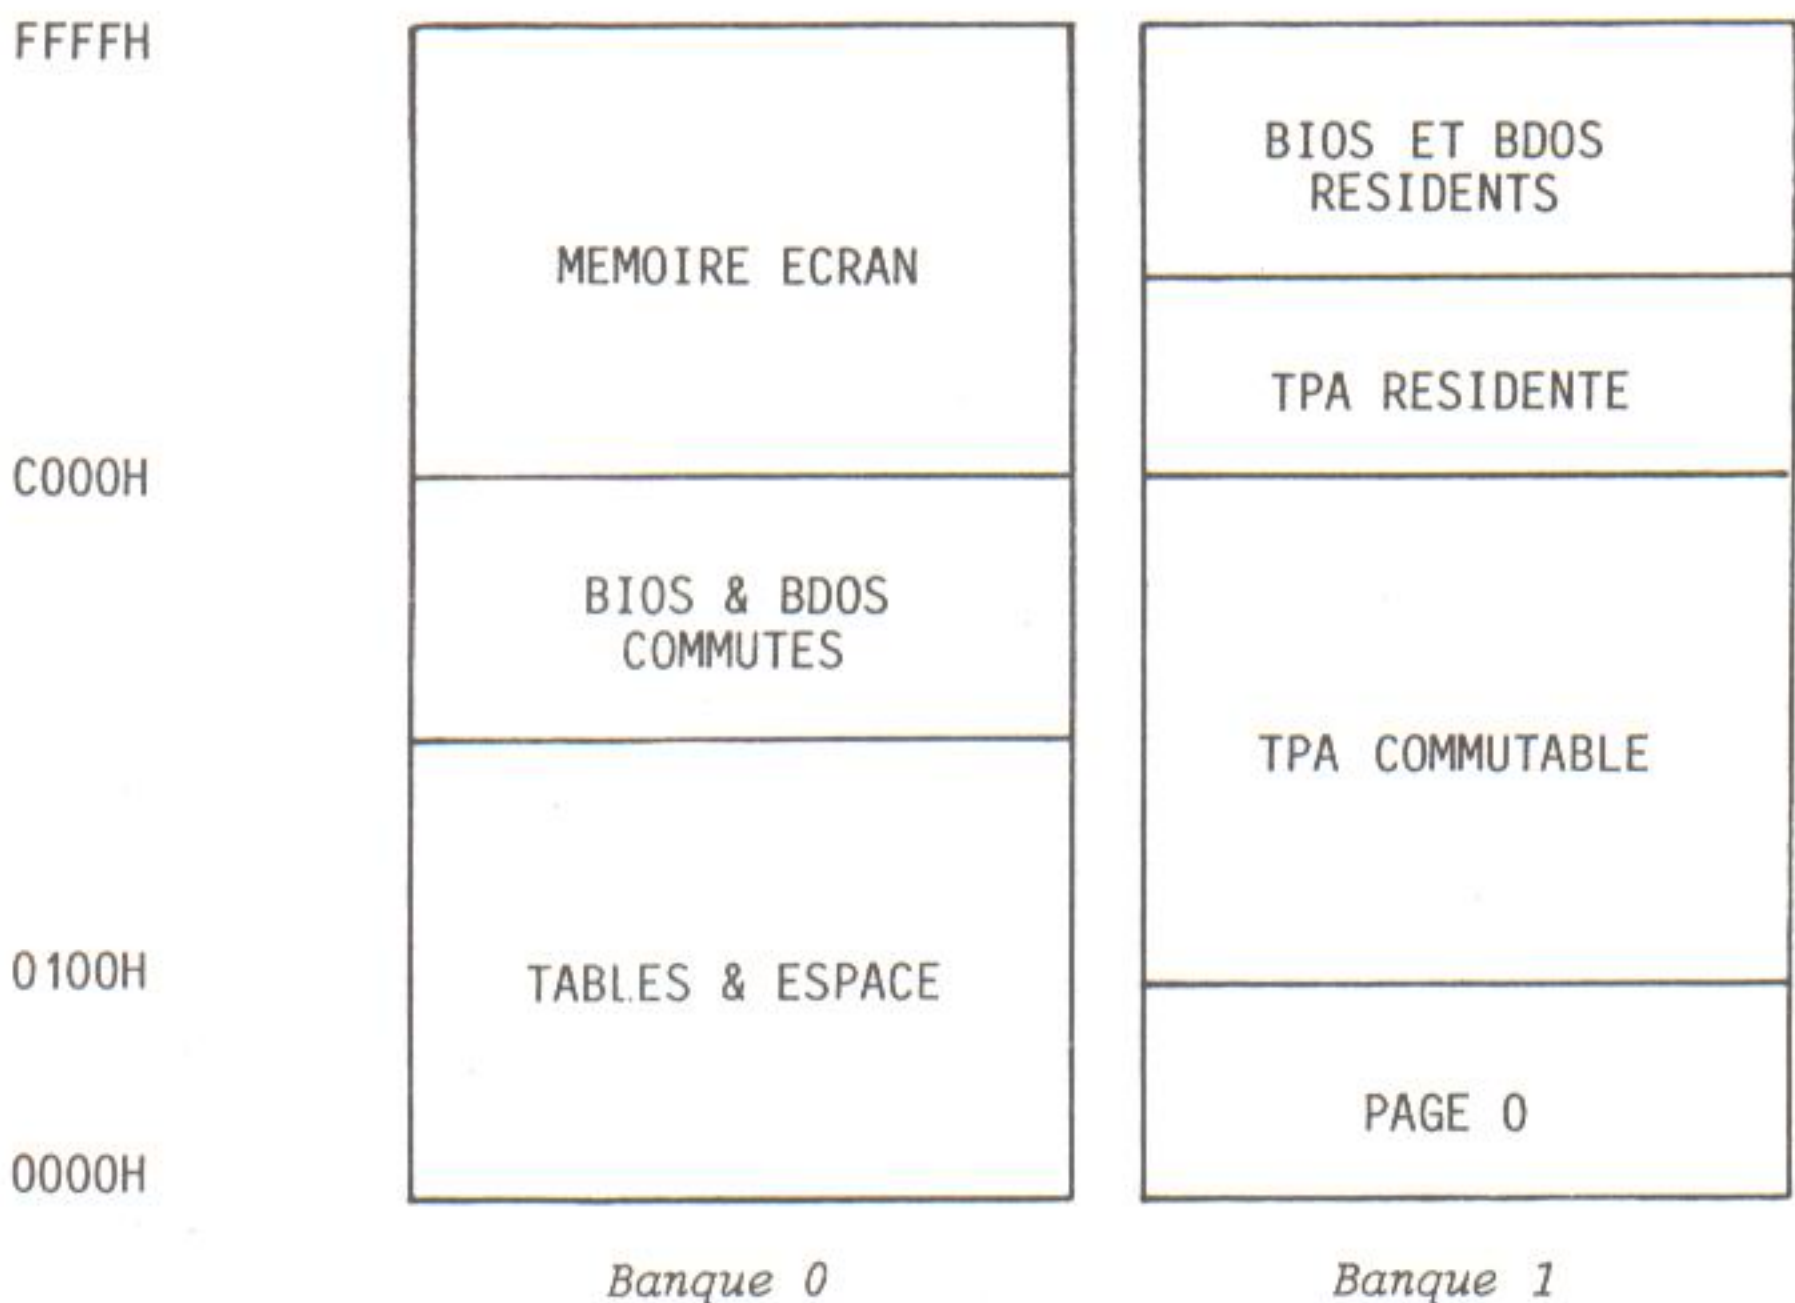 FFFFH
BIOS ET BDOS
RESIDENTS
MEMOIRE ECRAN
TPA RESIDENTE
C000H
BIOS & BDOS
COMMUTES
TPA COMMUTABLE
0100H
TABLES & ESPACE
PAGE 0
0000H
Banque 0
Banque 1